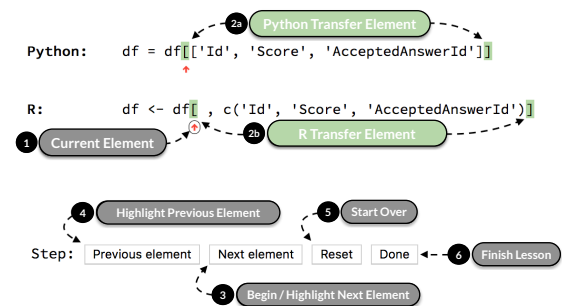 2a Python Transfer Element
Python: df = df[['Id', 'Score', 'AcceptedAnswerId']]
R: df <- df[ , c('Id', 'Score', 'AcceptedAnswerId')]
1 Current Element
2b R Transfer Element
4 Highlight Previous Element
5 Start Over
Step: Previous element Next element Reset Done
6 Finish Lesson
3 Begin / Highlight Next Element